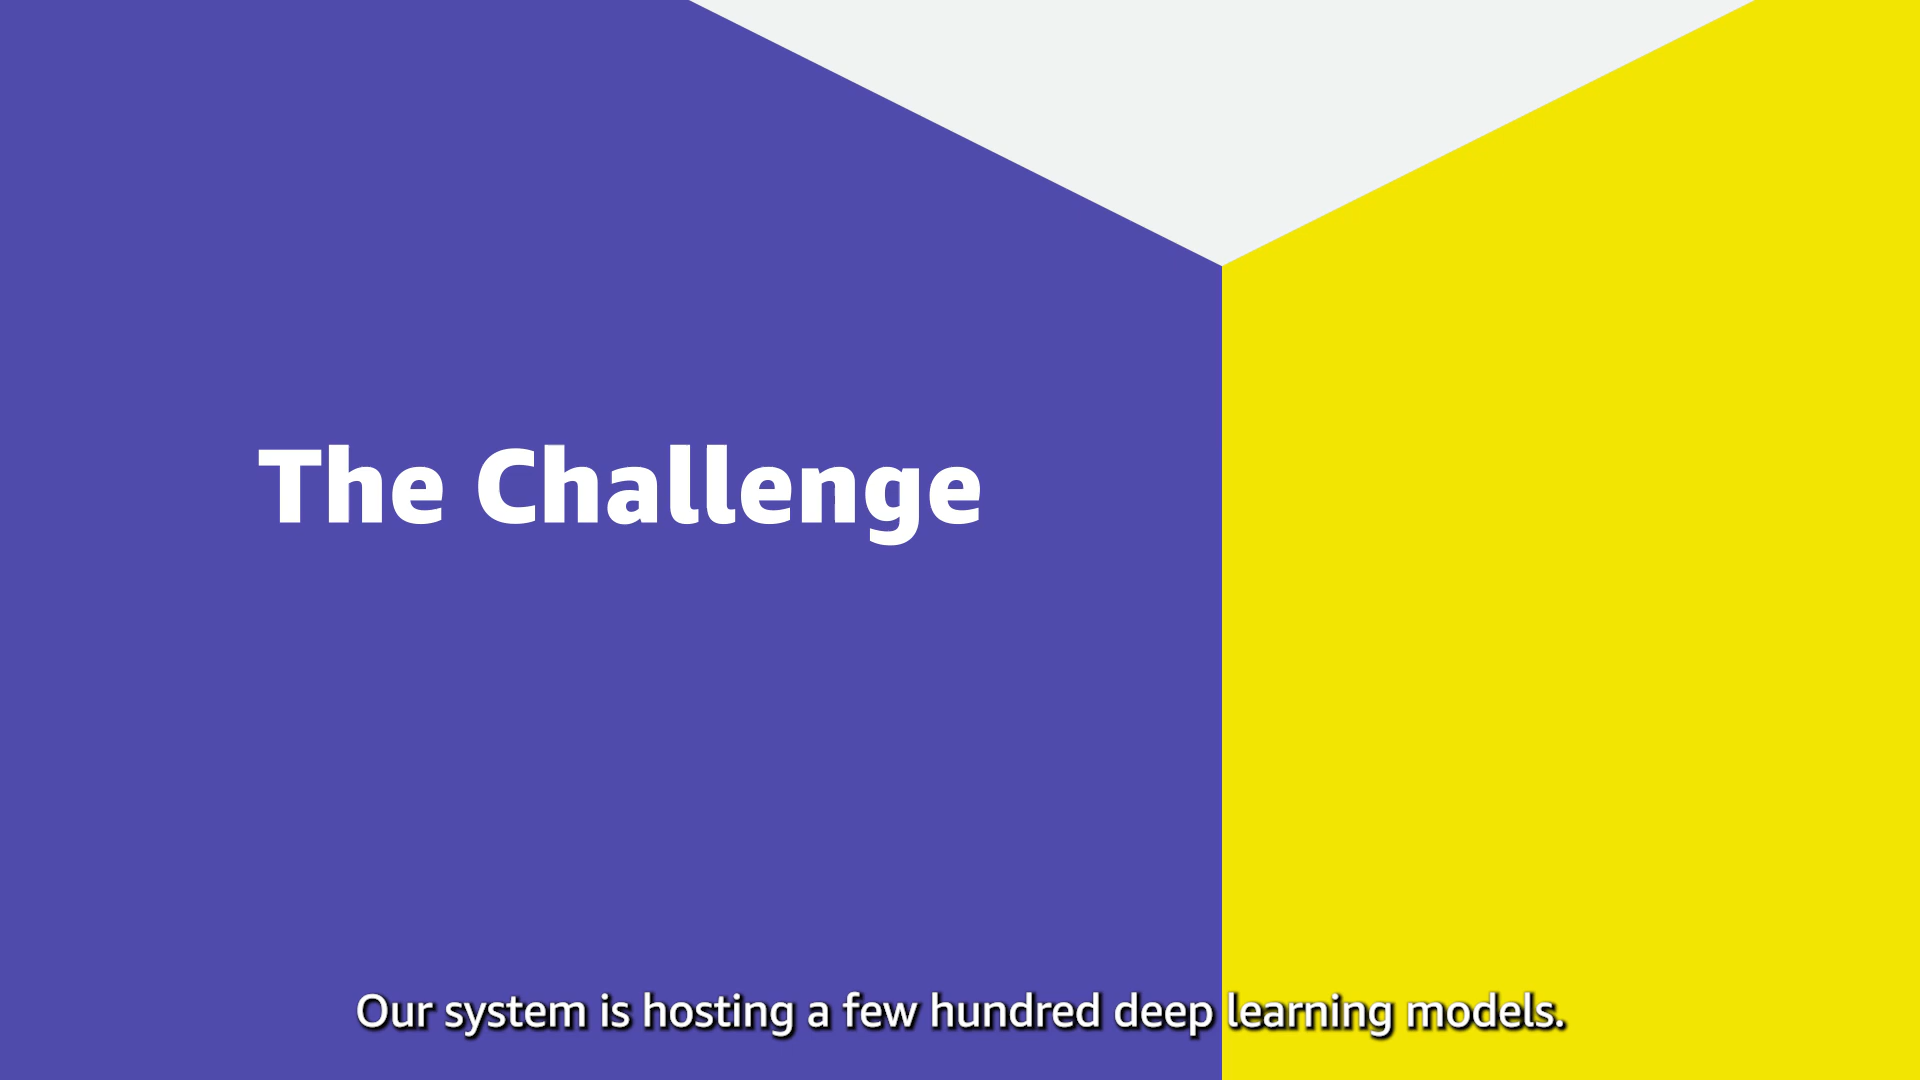 The Challenge
Our system is hosting a few hundred deep learning models.